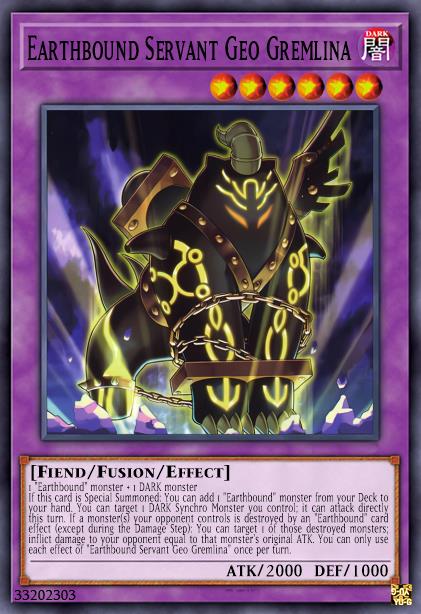 EARTHBOUND SERVANT GEO GREMLINA
DARK
闇
[FIEND/FUSION/EFFECT]
1 "Earthbound" monster + 1 DARK monster
If this card is Special Summoned: You can add 1 "Earthbound" monster from your Deck to
your hand. You can target 1 DARK Synchro Monster you control; it can attack directly
this turn. If a monster(s) your opponent controls is destroyed by an "Earthbound" card
effect (except during the Damage Step): You can target 1 of those destroyed monsters;
inflict damage to your opponent equal to that monster's original ATK. You can only use
each effect of "Earthbound Servant Geo Gremlina" once per turn.
ATK/2000 DEF/1000
33202303